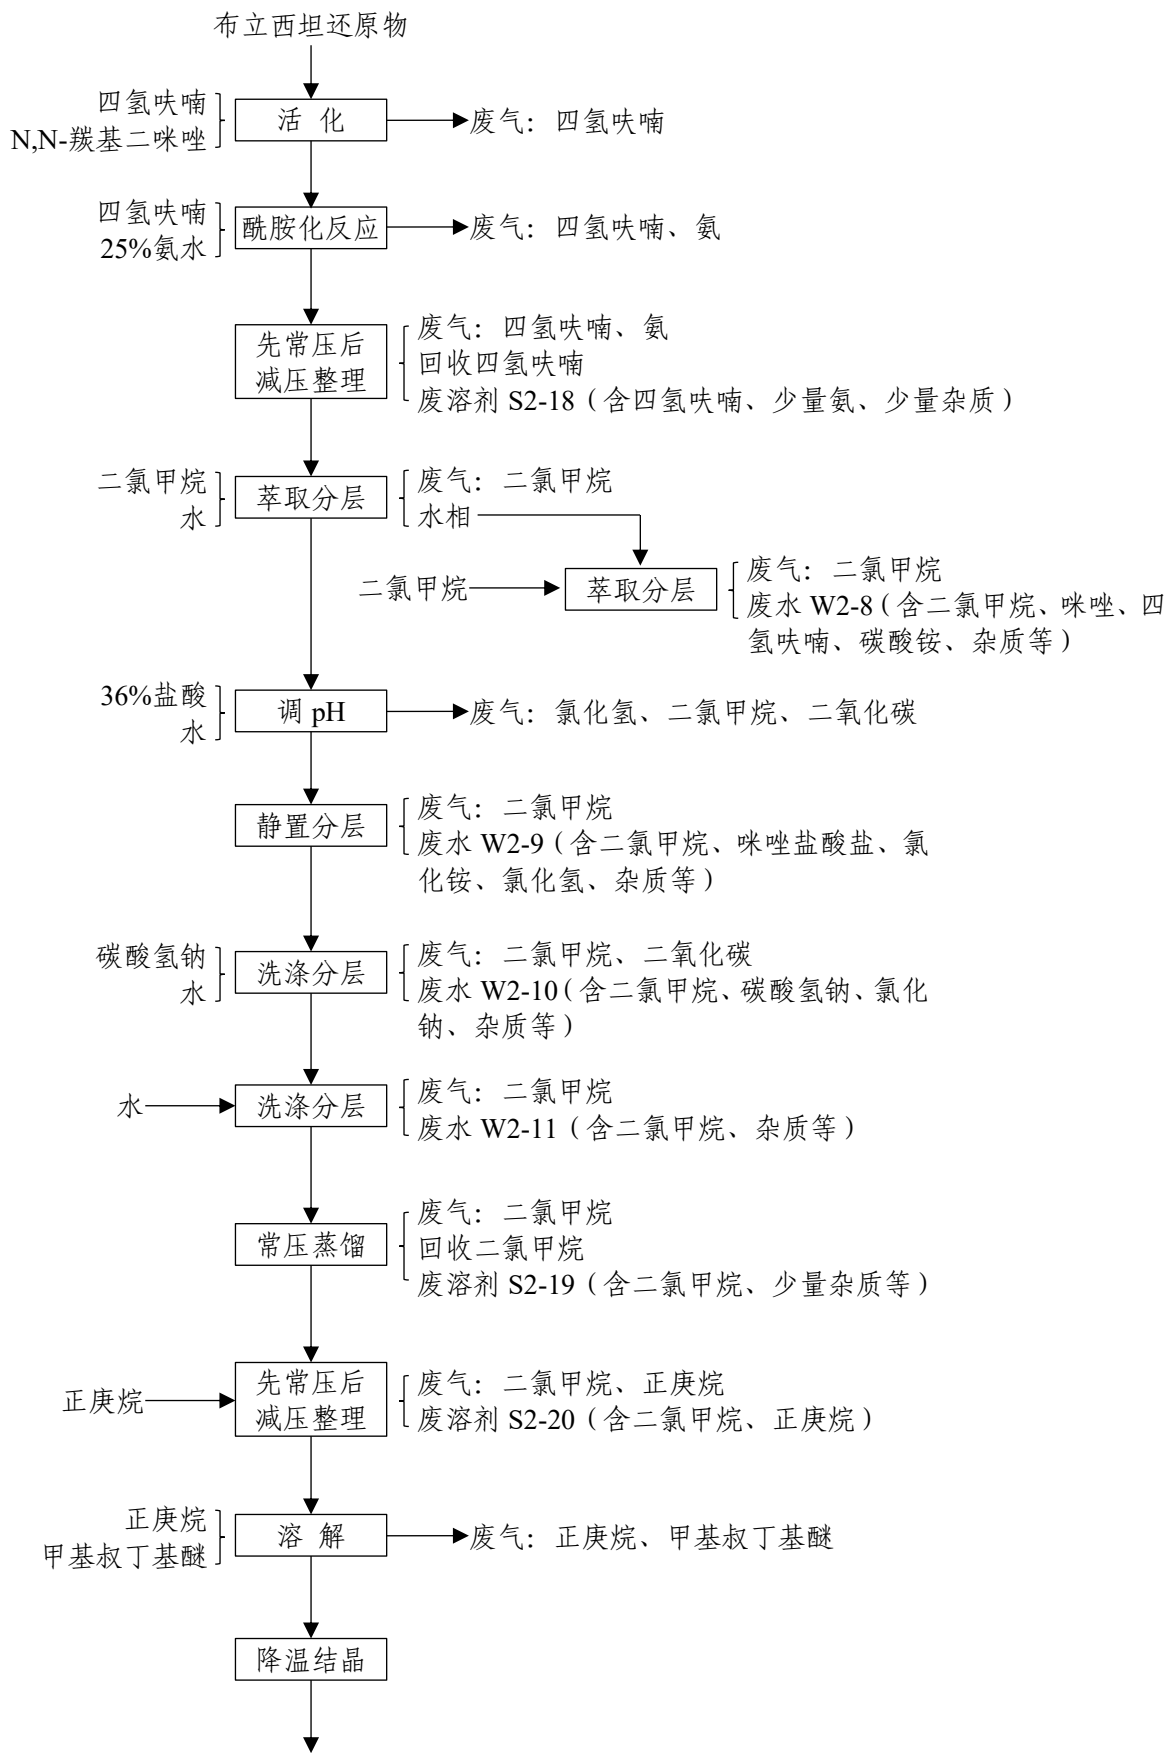 布立西坦还原物
四氢呋喃
N,N-羰基二咪唑
活 化
废气：四氢呋喃
四氢呋喃
25%氨水
酰胺化反应
废气：四氢呋喃、氨
先常压后
减压整理
废气：四氢呋喃、氨
回收四氢呋喃
废溶剂 S2-18（含四氢呋喃、少量氨、少量杂质）
二氯甲烷
水
萃取分层
废气：二氯甲烷
水相
二氯甲烷
萃取分层
废气：二氯甲烷
废水 W2-8（含二氯甲烷、咪唑、四
氢呋喃、碳酸铵、杂质等）
36%盐酸
水
调 pH
废气：氯化氢、二氯甲烷、二氧化碳
静置分层
废气：二氯甲烷
废水 W2-9（含二氯甲烷、咪唑盐酸盐、氯
化铵、氯化氢、杂质等）
碳酸氢钠
水
洗涤分层
废气：二氯甲烷、二氧化碳
废水 W2-10（含二氯甲烷、碳酸氢钠、氯化
钠、杂质等）
水
洗涤分层
废气：二氯甲烷
废水 W2-11（含二氯甲烷、杂质等）
常压蒸馏
废气：二氯甲烷
回收二氯甲烷
废溶剂 S2-19（含二氯甲烷、少量杂质等）
正庚烷
先常压后
减压整理
废气：二氯甲烷、正庚烷
废溶剂 S2-20（含二氯甲烷、正庚烷）
正庚烷
甲基叔丁基醚
溶 解
废气：正庚烷、甲基叔丁基醚
降温结晶